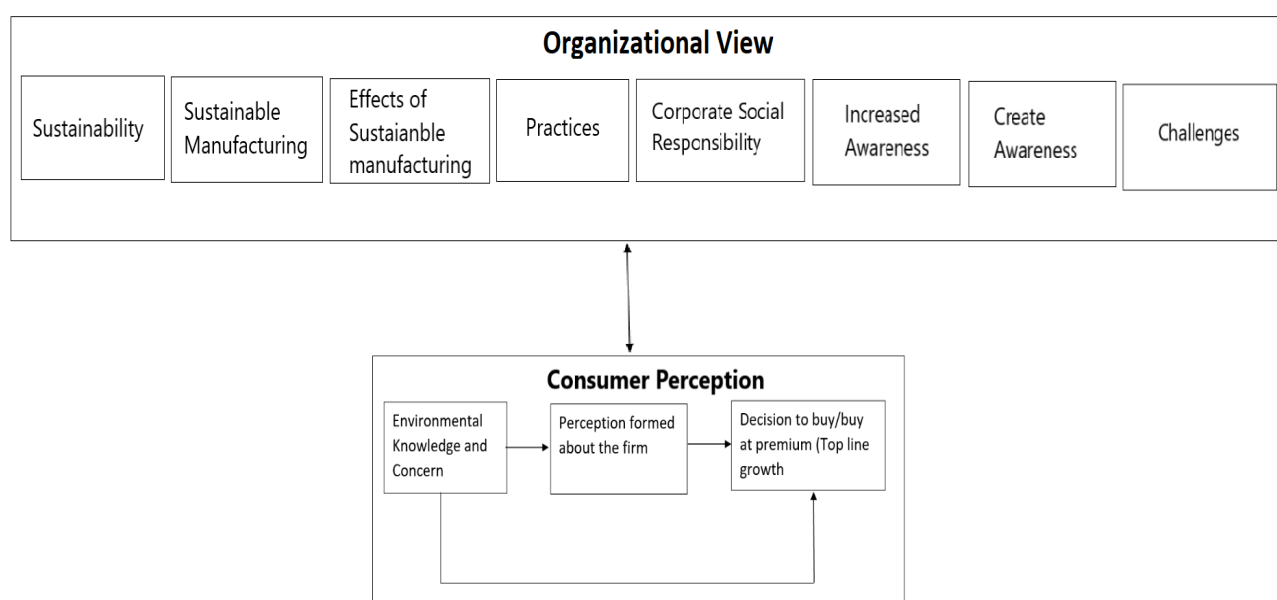 Organizational View
Sustainability
Sustainable
Manufacturing
Effects of
Sustaianble
manufacturing
Practices
Corporate Social
Responsibility
Increased
Awareness
Create
Awareness
Challenges
Consumer Perception
Environmental
Knowledge and
Concern
Perception formed
about the firm
Decision to buy/buy
at premium (Top line
growth